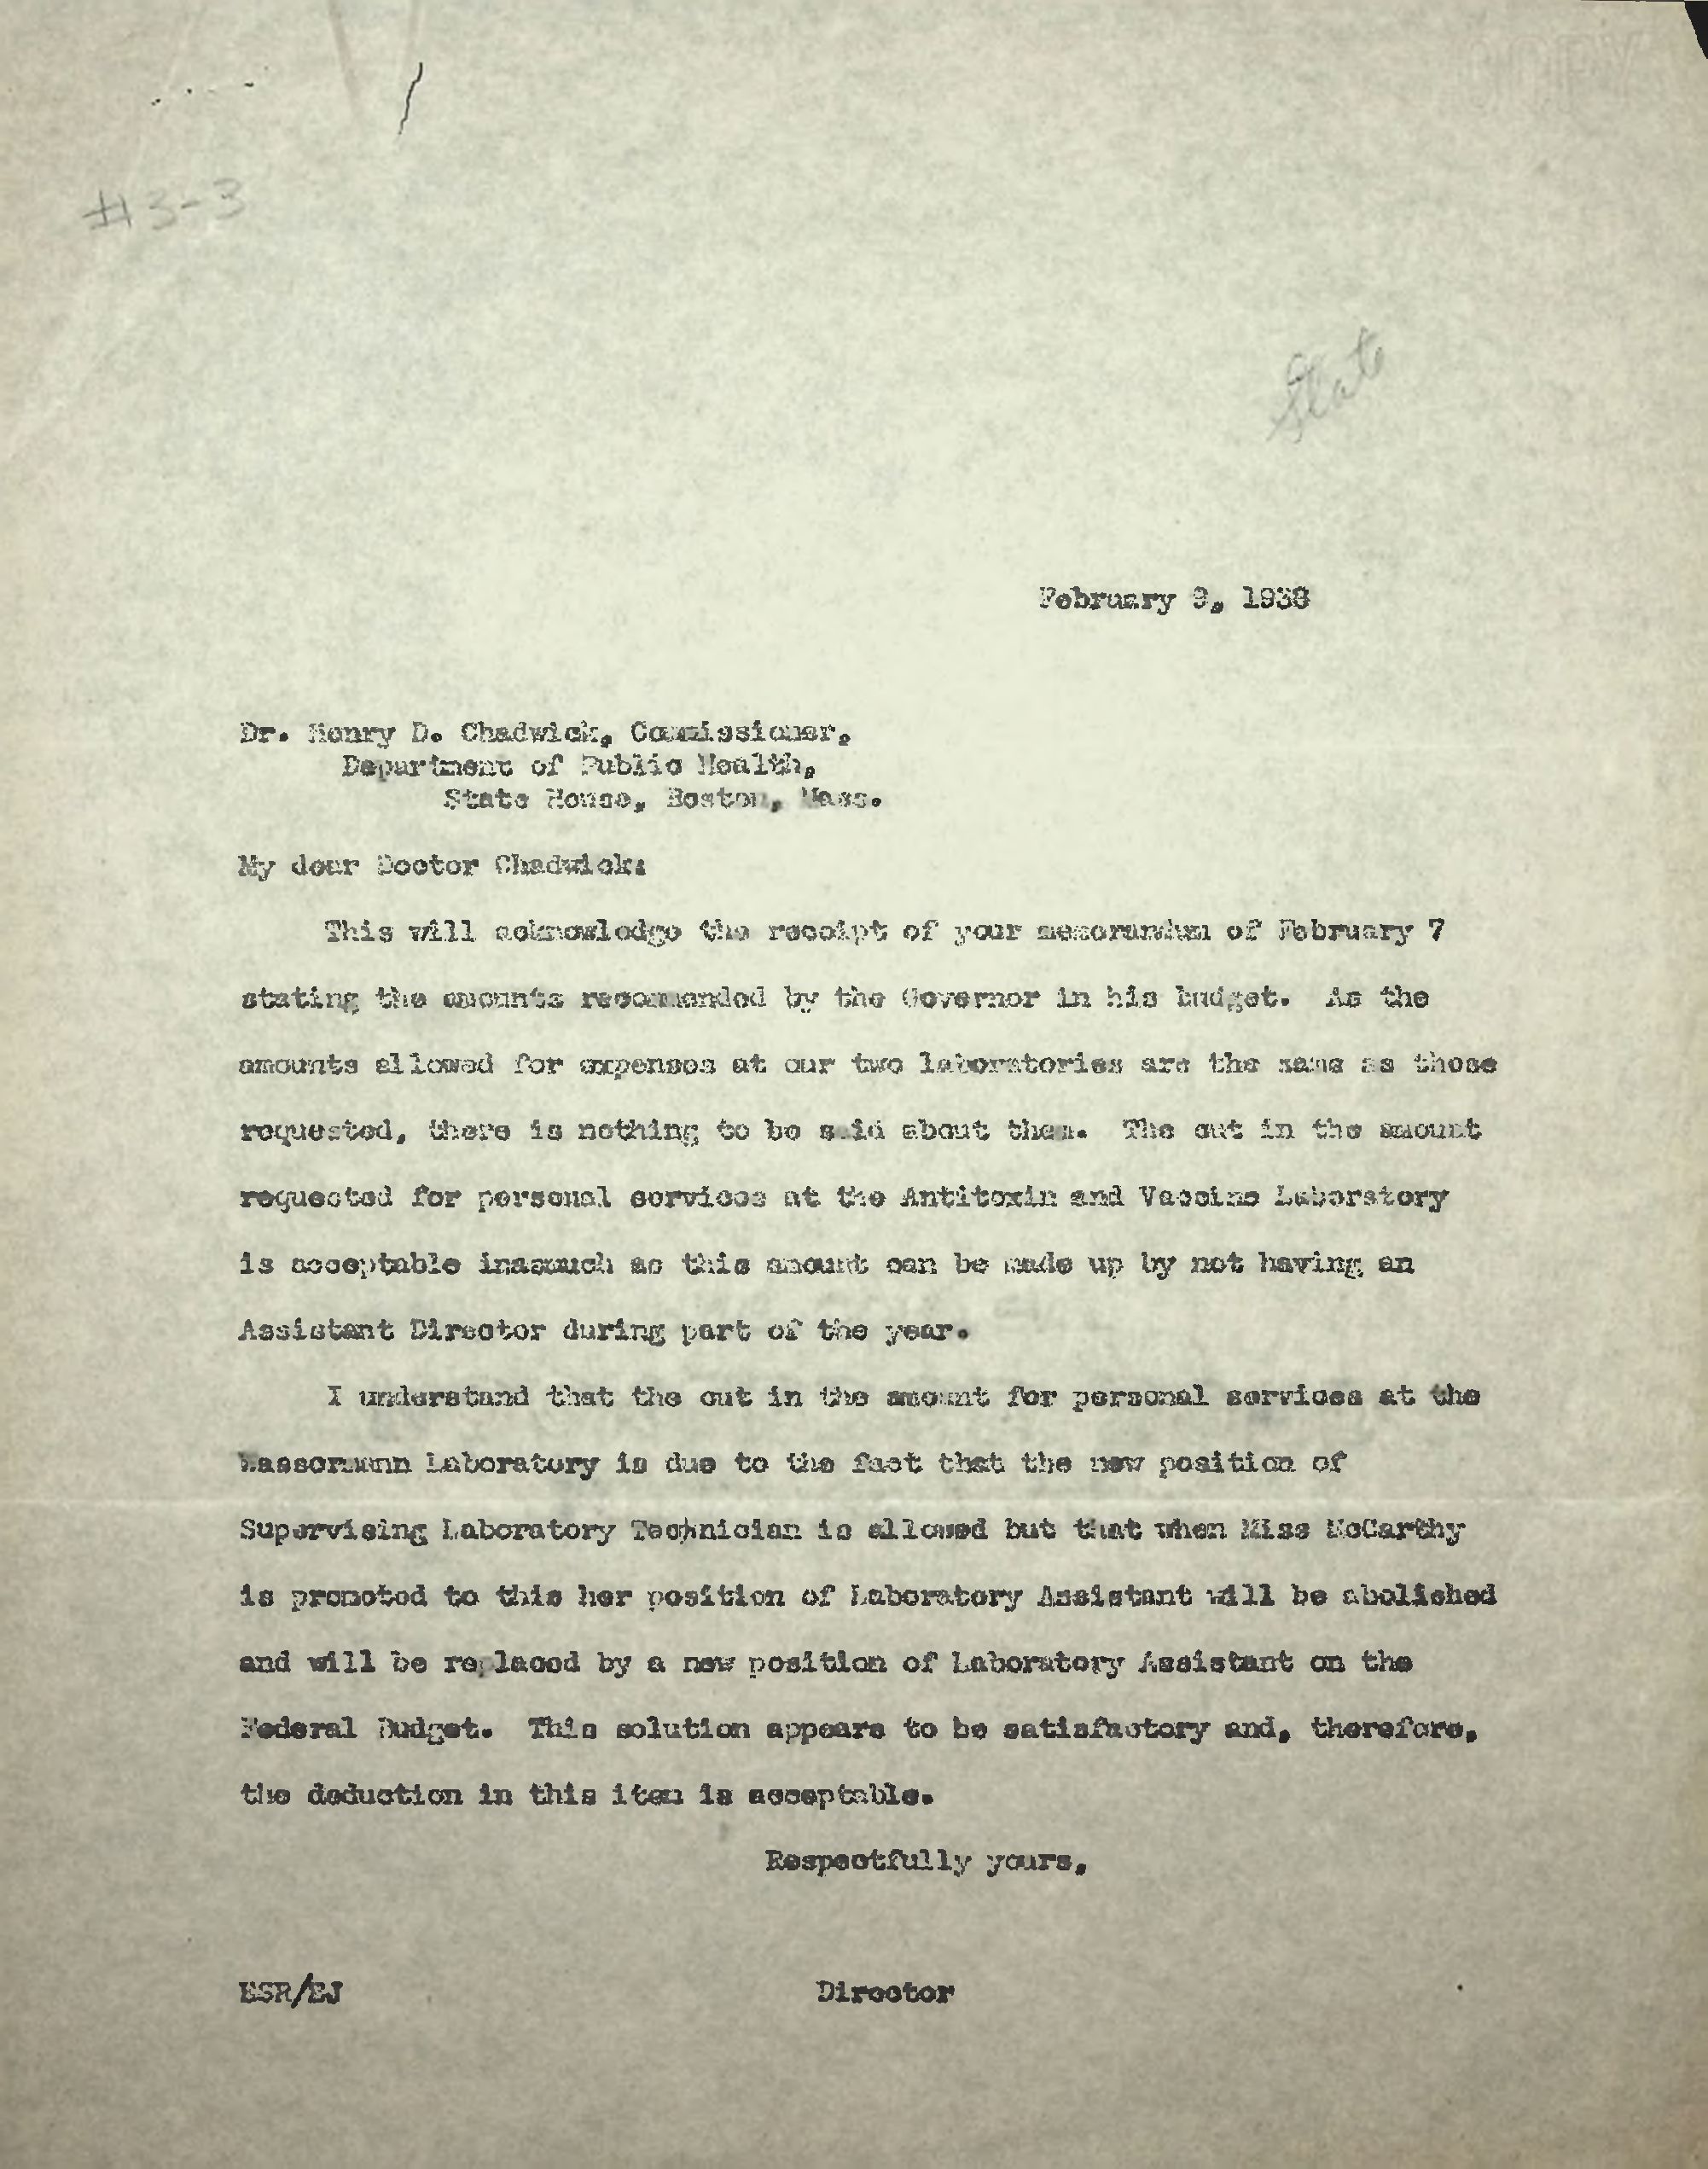 COPY
#3-3
State
February 9, 1938
Dr. Henry D. Chadwick, Commissioner,
Department of Public Health,
State House, Boston, Mass.
My dear Doctor Chadwick:
This will acknowledge the receipt of your memorandum of February 7
stating the amounts recommended by the Governor in his budget. As the
amounts allowed for expenses at our two laboratories are the same as those
requested, there is nothing to be said about them. The cut in the amount
requested for personal services at the Antitoxin and Vaccine Laboratory
is acceptable inasmuch as this amount can be made up by not having an
Assistant Director during part of the year.
I understand that the cut in the amount for personal services at the
Wassermann Laboratory is due to the fact that the new position of
Supervising Laboratory Technician is allowed but that when Miss McCarthy
is promoted to this her position of Laboratory Assistant will be abolished
and will be replaced by a new position of Laboratory Assistant on the
Federal Budget. This solution appears to be satisfactory and, therefore,
the deduction in this item is acceptable.
Respectfully yours,
ESR/EJ Director